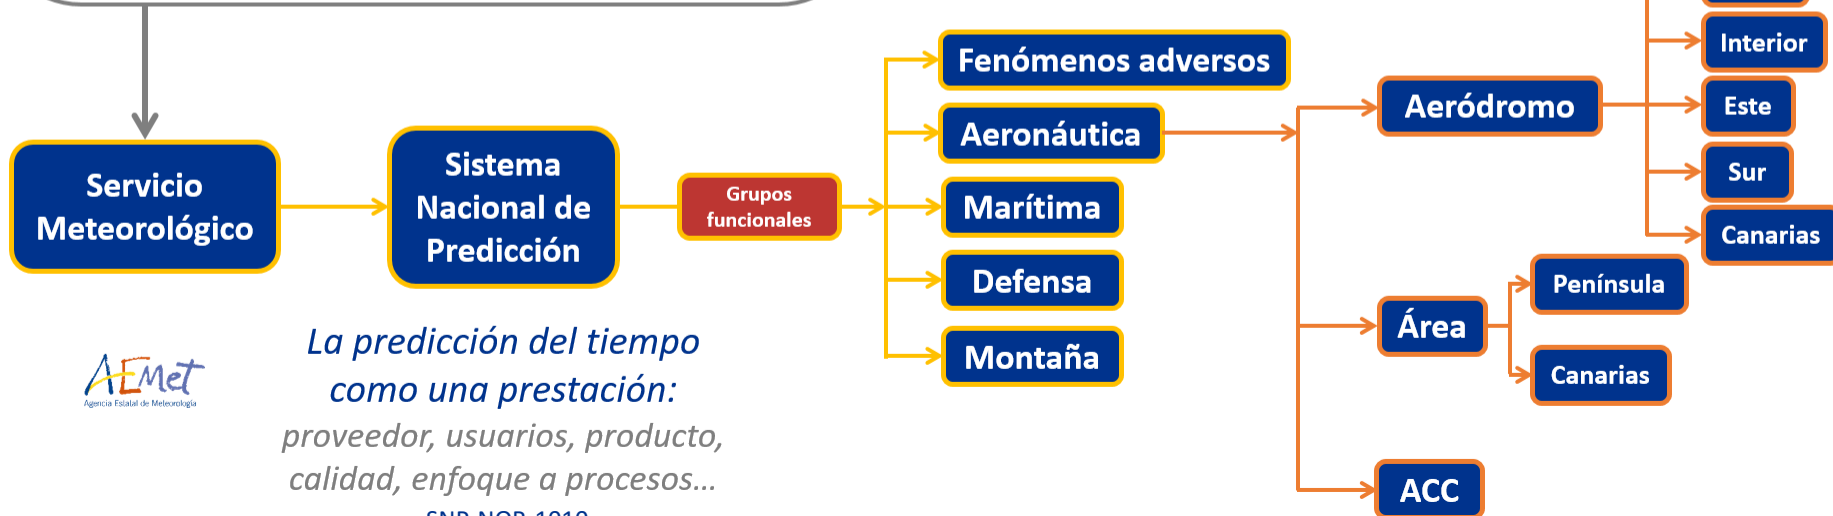 Servicio
Meteorológico
Sistema
Nacional de
Predicción
Grupos
funcionales
Fenómenos adversos
Aeronáutica
Marítima
Defensa
Montaña
Aeródromo
Interior
Este
Sur
Canarias
Área
Península
Canarias
ACC
AEMet
Agencia Estatal de Meteorología
La predicción del tiempo
como una prestación:
proveedor, usuarios, producto,
calidad, enfoque a procesos...